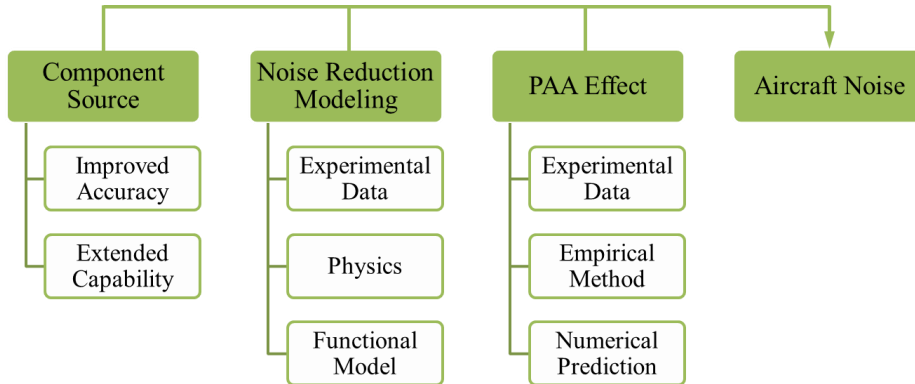 Component
Source
Noise Reduction
Modeling
PAA Effect
Aircraft Noise
Improved
Accuracy
Extended
Capability
Experimental
Data
Physics
Functional
Model
Experimental
Data
Empirical
Method
Numerical
Prediction